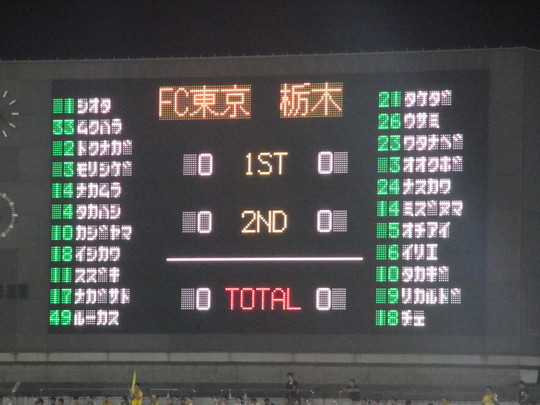 FC東京 栃木
1 シオタ
33 ムクハラ
2 トクナガ
3 モリシゲ
14 ナカムラ
4 タカハシ
10 カジヤマ
18 イシカワ
11 スズキ
17 ナガサト
49 ルーカス
0 1ST 0
0 2ND 0
0 TOTAL 0
21 タケダ
26 ウサミ
23 ワタナベ
3 オオクボ
24 ナスカワ
14 ミズヌマ
5 オチアイ
6 イリエ
10 タカギ
9 リカルド
18 チェ